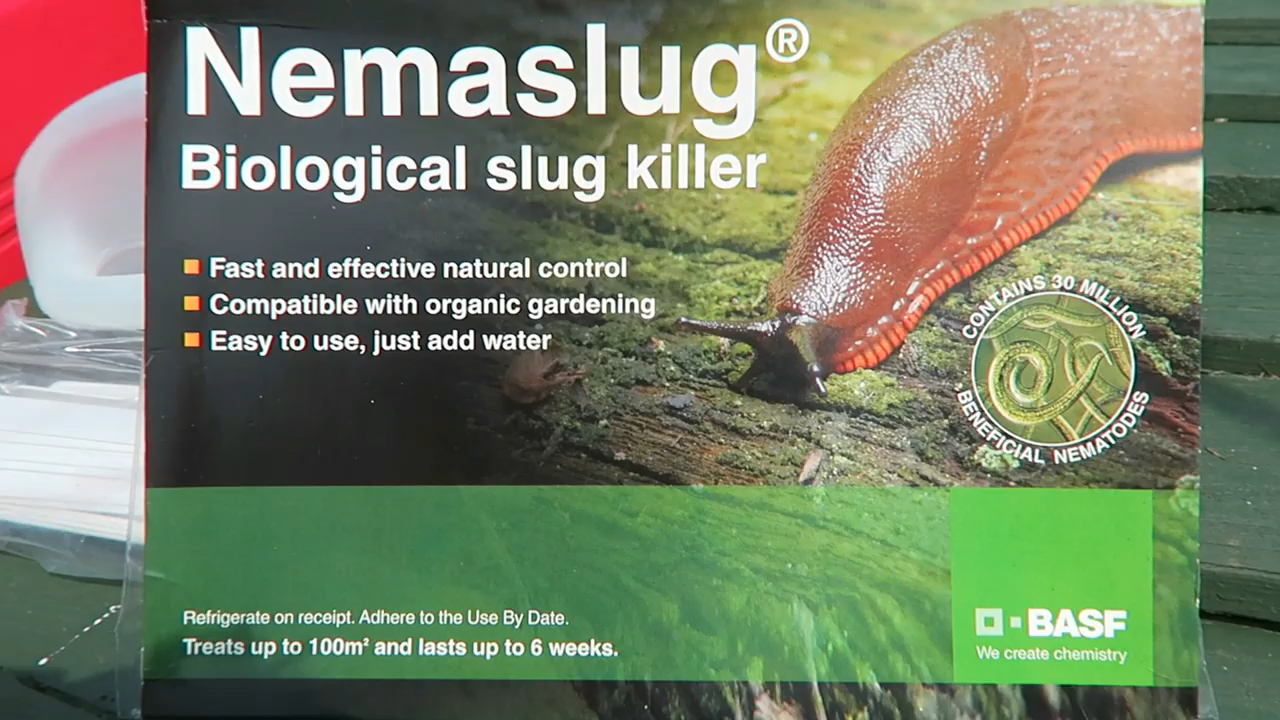 Nemaslug®
Biological slug killer
Fast and effective natural control
Compatible with organic gardening
Easy to use, just add water
CONTAINS 30 MILLION
BENEFICIAL NEMATODES
Refrigerate on receipt. Adhere to the Use By Date.
Treats up to 100m² and lasts up to 6 weeks.
BASF
We create chemistry